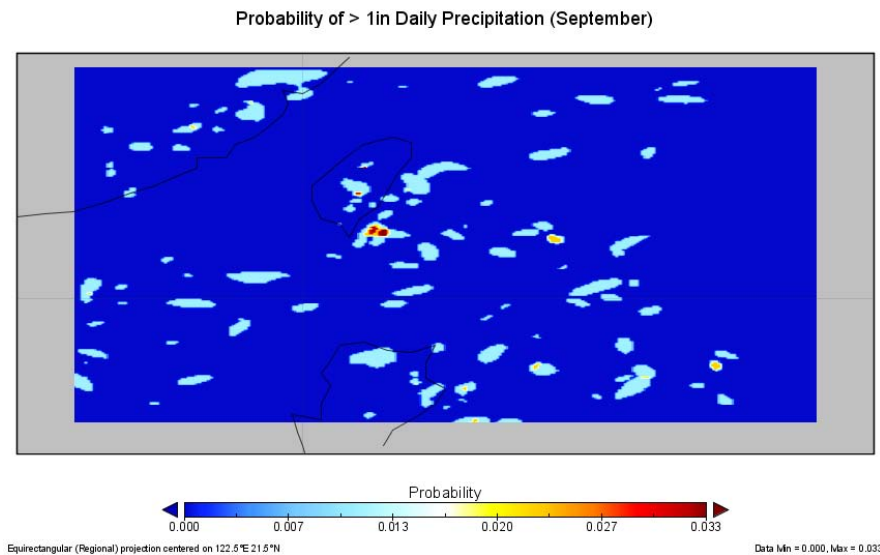 Probability of > 1in Daily Precipitation (September)
Probability
0.000 0.007 0.013 0.020 0.027 0.033
Equirectangular (Regional) projection centered on 122.5°E 21.5°N
Data Min = 0.000, Max = 0.033